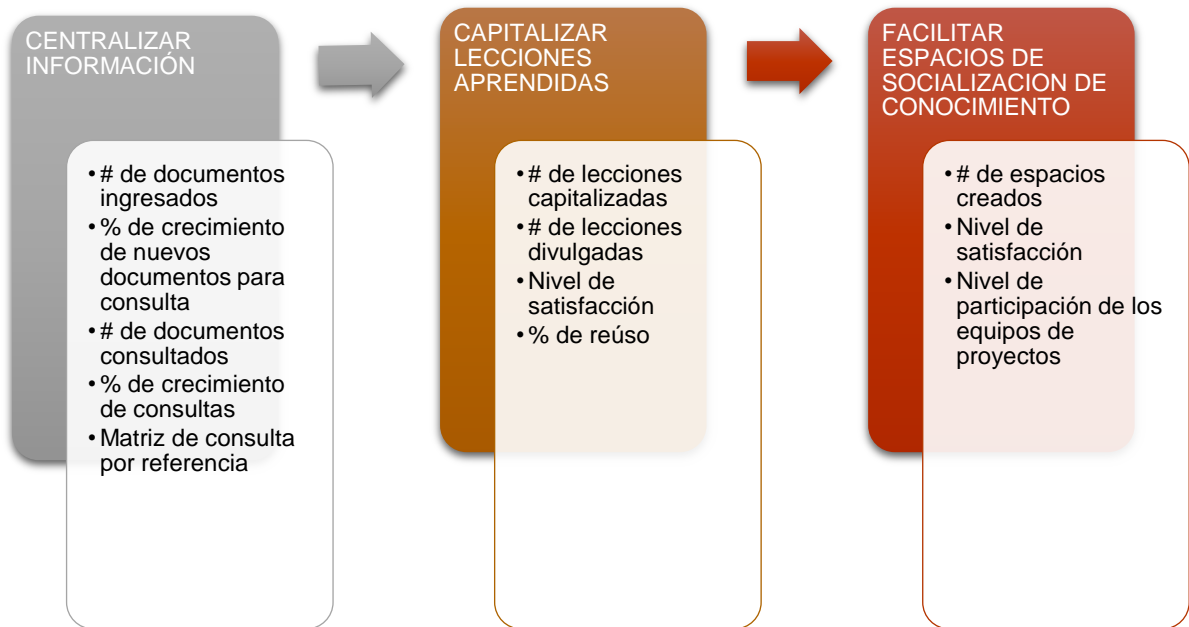 CENTRALIZAR
INFORMACIÓN
• # de documentos
ingresados
• % de crecimiento
de nuevos
documentos para
consulta
• # de documentos
consultados
• % de crecimiento
de consultas
• Matriz de consulta
por referencia
CAPITALIZAR
LECCIONES
APRENDIDAS
• # de lecciones
capitalizadas
• # de lecciones
divulgadas
• Nivel de
satisfacción
• % de reúso
FACILITAR
ESPACIOS DE
SOCIALIZACION DE
CONOCIMIENTO
• # de espacios
creados
• Nivel de
satisfacción
• Nivel de
participación de los
equipos de
proyectos